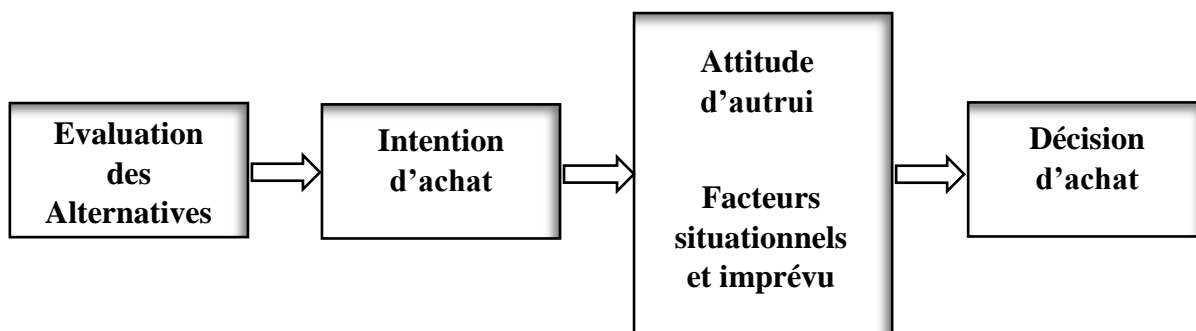 Evaluation
des
Alternatives
Intention
d'achat
Attitude
d'autrui
Facteurs
situationnels
et imprévu
Décision
d'achat